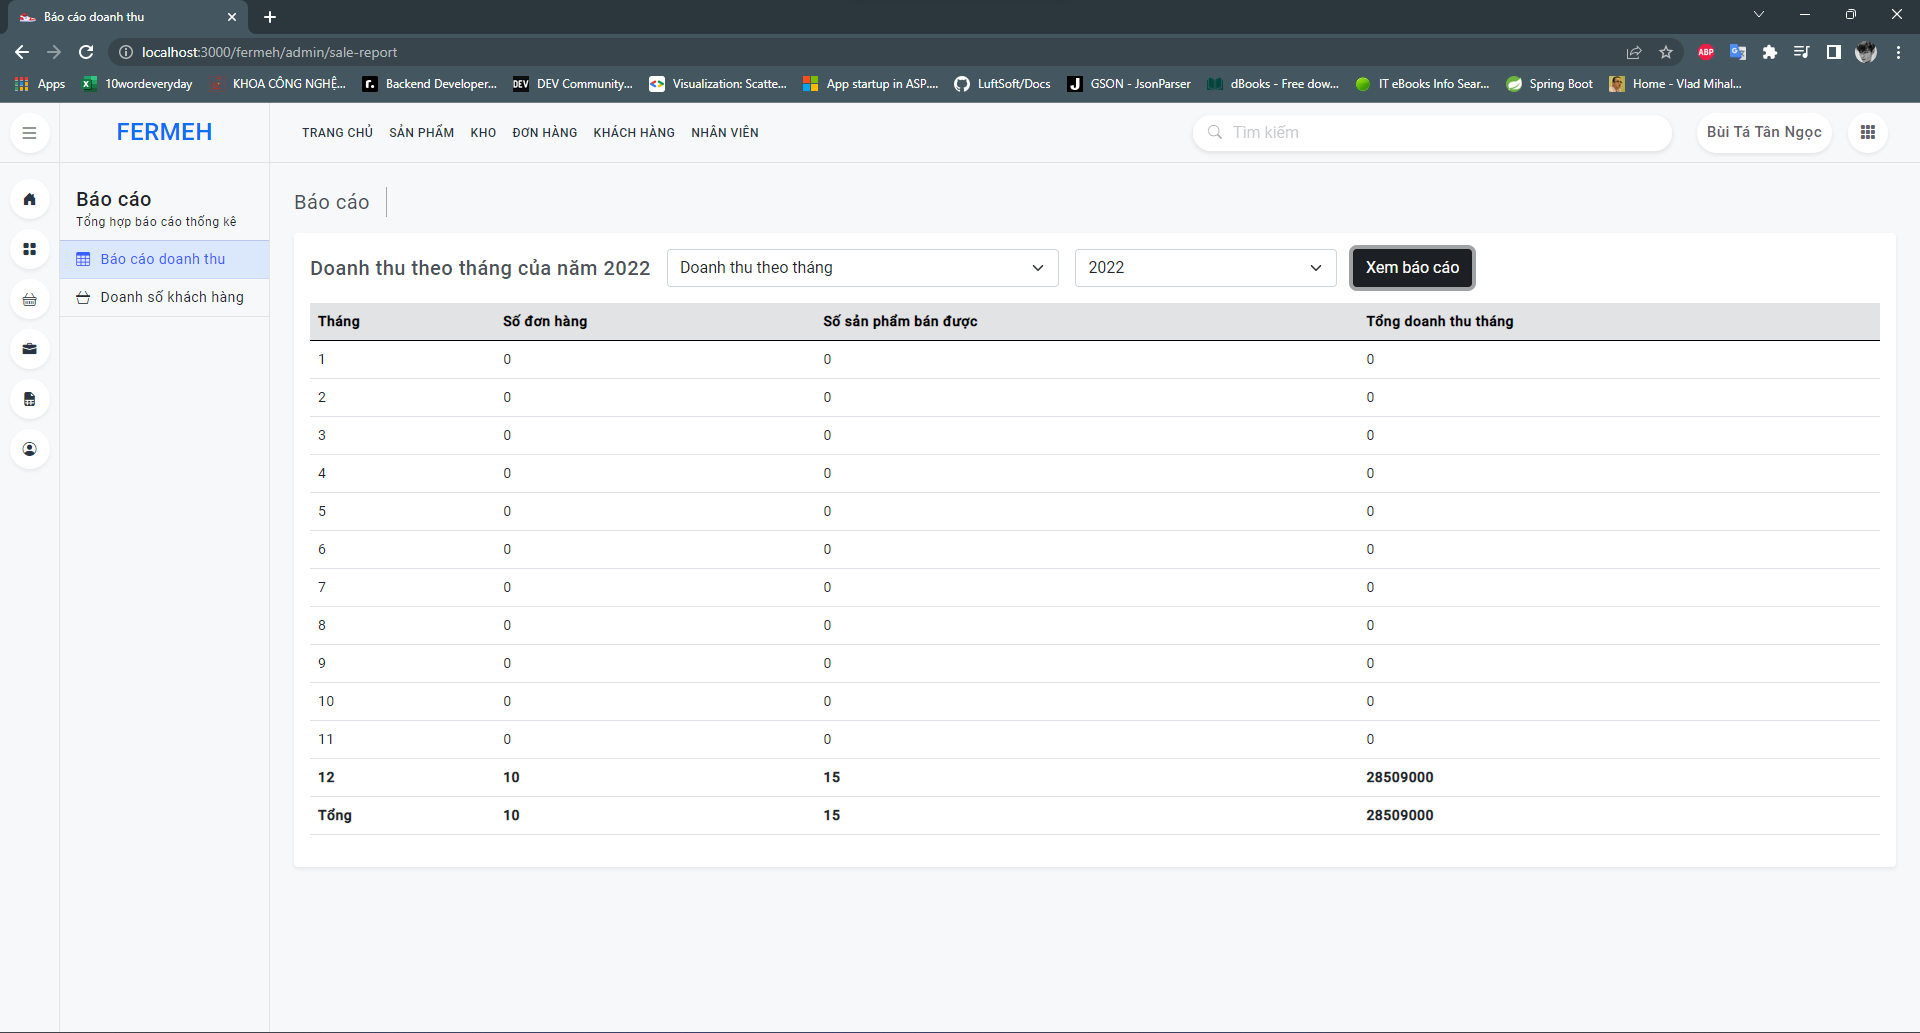 Báo cáo doanh thu
localhost:3000/fermeh/admin/sale-report
ABP
Apps 10wordeveryday KHOA CÔNG NGHỆ... r. Backend Developer... DEV DEV Community... Visualization: Scatte... App startup in ASP.... LuftSoft/Docs J GSON - JsonParser dBooks - Free dow... IT eBooks Info Sear... Spring Boot Home - Vlad Mihal...
FERMEH
TRANG CHỦ SẢN PHẨM KHO ĐƠN HÀNG KHÁCH HÀNG NHÂN VIÊN
Tìm kiếm
Bùi Tá Tân Ngọc
Báo cáo
Tổng hợp báo cáo thống kê
Báo cáo doanh thu
Doanh số khách hàng
Báo cáo
Doanh thu theo tháng của năm 2022 Doanh thu theo tháng 2022 Xem báo cáo
Tháng Số đơn hàng Số sản phẩm bán được Tổng doanh thu tháng
1 0 0 0
2 0 0 0
3 0 0 0
4 0 0 0
5 0 0 0
6 0 0 0
7 0 0 0
8 0 0 0
9 0 0 0
10 0 0 0
11 0 0 0
12 10 15 28509000
Tổng 10 15 28509000